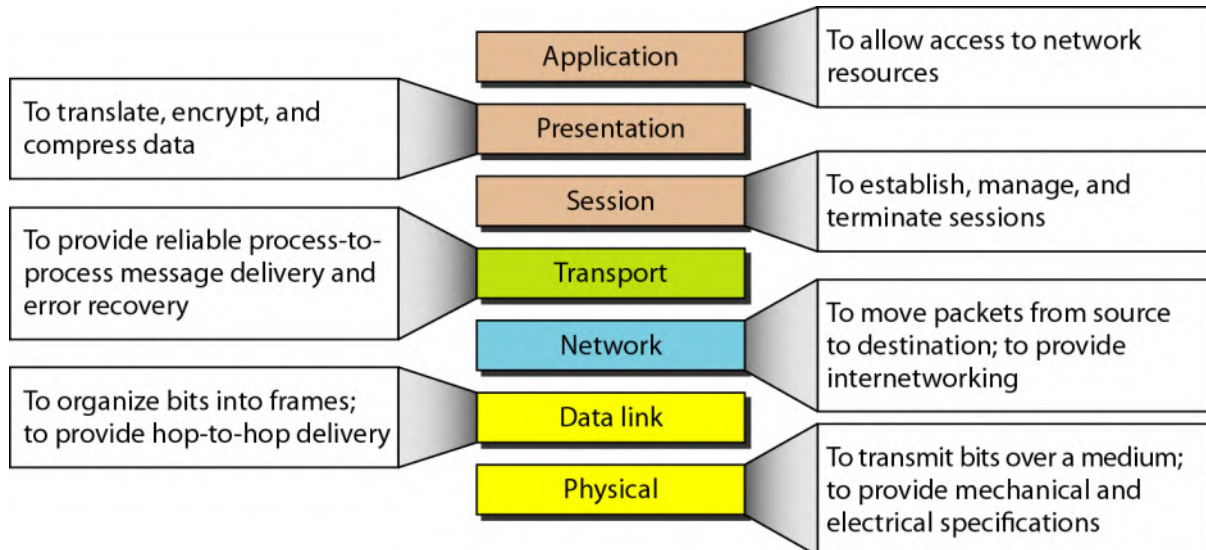 Application
To allow access to network
resources
To translate, encrypt, and
compress data
Presentation
Session
To establish, manage, and
terminate sessions
To provide reliable process-to-
process message delivery and
error recovery
Transport
Network
To move packets from source
to destination; to provide
internetworking
To organize bits into frames;
to provide hop-to-hop delivery
Data link
Physical
To transmit bits over a medium;
to provide mechanical and
electrical specifications